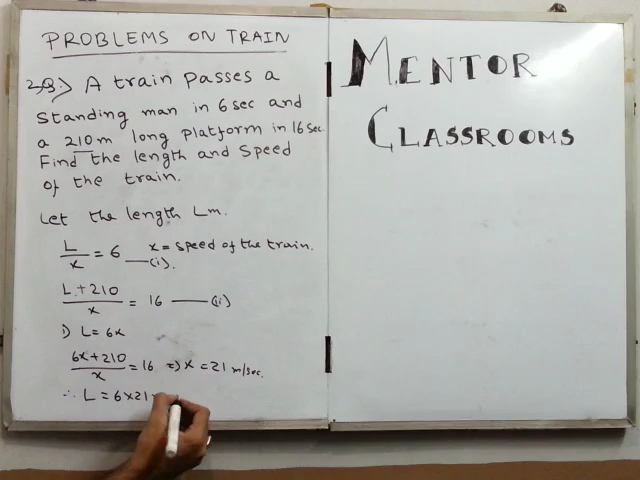 PROBLEMS ON TRAIN
2Q:) A train passes a
standing man in 6 sec and
a 210 m long platform in 16 sec.
Find the length and speed
of the train.
Let the length Lm.
L/x = 6 —(i). x = speed of the train.
L+210/x = 16 —(ii)
i) L = 6x
6x+210/x = 16 => x = 21 m/sec.
∴ L = 6×21
MENTOR
CLASSROOMS